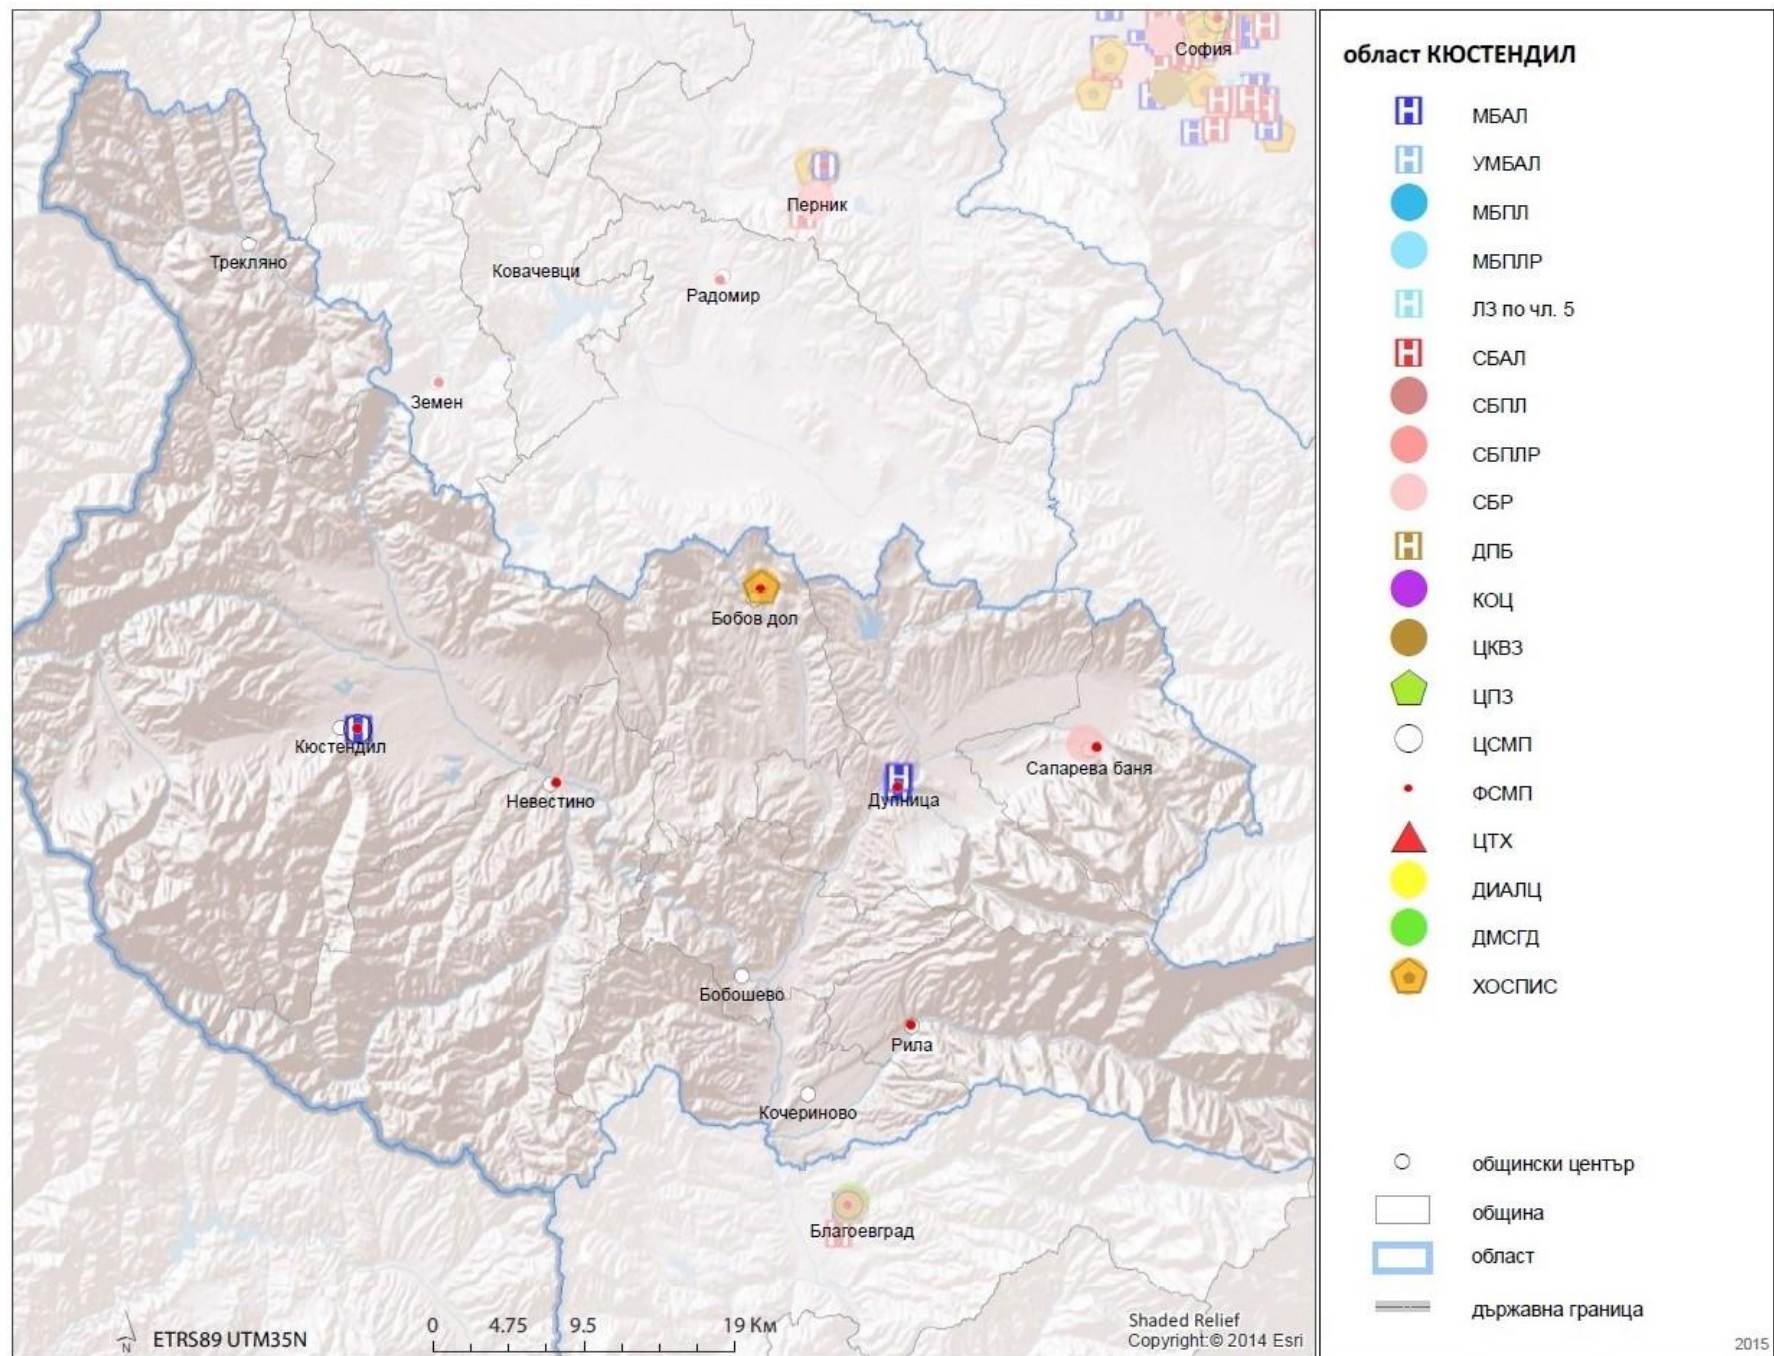 София
Перник
Трекляно
Ковачевци
Радомир
Земен
Бобов дол
Кюстендил
Сапарева баня
Невестино
Дупница
Бобошево
Рила
Кочериново
Благоевград
N
ETRS89 UTM35N
0 4.75 9.5 19 Км
Shaded Relief
Copyright:© 2014 Esri
област КЮСТЕНДИЛ
МБАЛ
УМБАЛ
МБПЛ
МБПЛР
ЛЗ по чл. 5
СБАЛ
СБПЛ
СБПЛР
СБР
ДПБ
КОЦ
ЦКВЗ
ЦПЗ
ЦСМП
ФСМП
ЦТХ
ДИАЛЦ
ДМСГД
ХОСПИС
общински център
община
област
държавна граница
2015